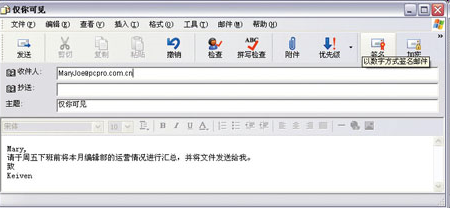 仅你可见
文件(F) 编辑(E) 查看(V) 插入(I) 格式(O) 工具(T) 邮件(M) 帮助(H)
发送 剪切 复制 粘贴 撤销 检查 拼写检查 附件 优先级 签名 加密
以数字方式签名邮件
收件人: MaryJoe@pcpro.com.cn
抄送:
主题: 仅你可见
宋体 10 B I U A
Mary,
请于周五下班前将本月编辑部的运营情况进行汇总，并将文件发送给我。
致
Keiven